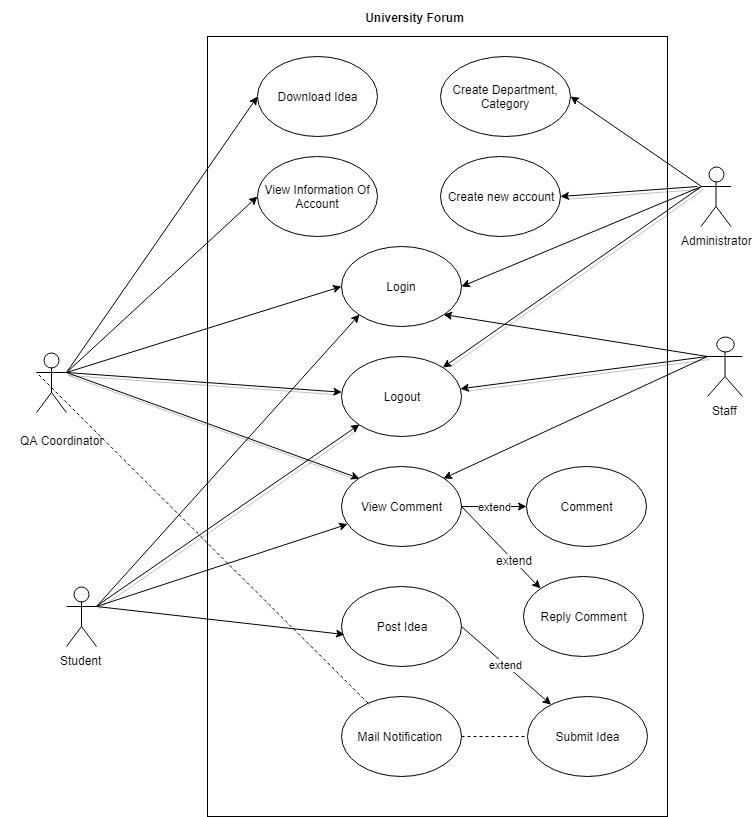 University Forum
Download Idea
Create Department,
Category
View Information Of
Account
Create new account
Administrator
Login
Logout
Staff
QA Coordinator
View Comment
extend
Comment
extend
Reply Comment
Post Idea
Student
extend
Mail Notification
Submit Idea